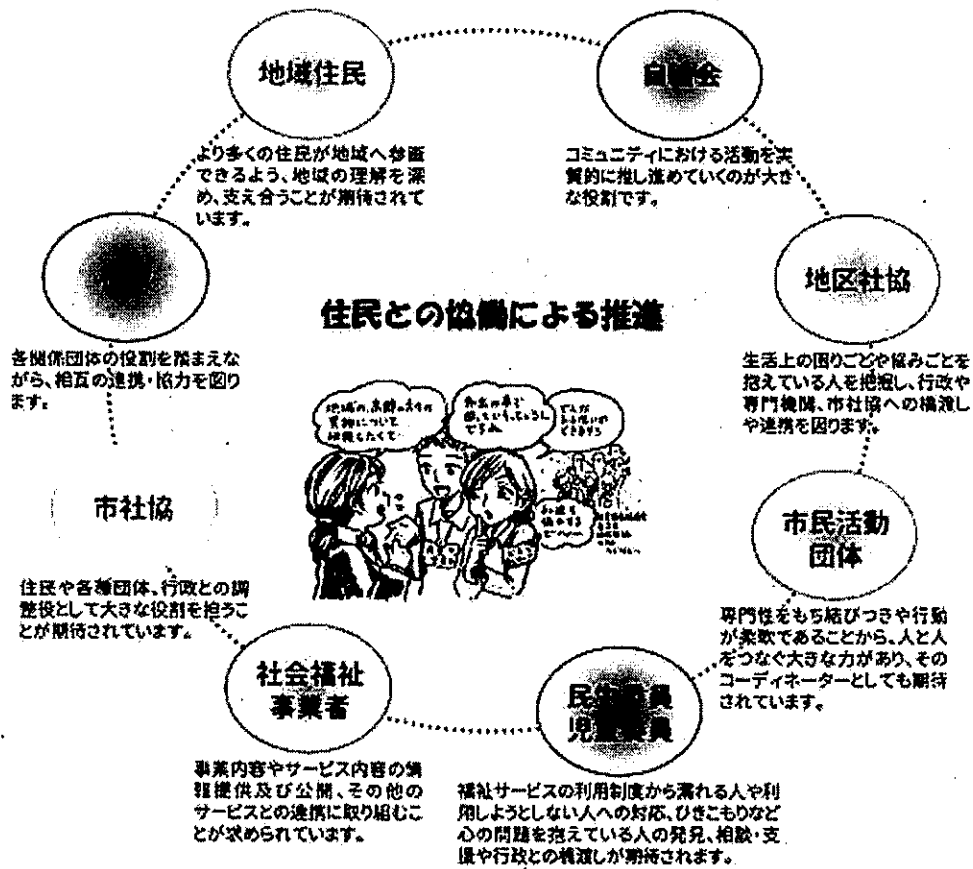 地域住民
より多くの住民が地域へ参画
できるよう、地域の理解を深
め、支え合うことが期待されて
います。
自治会
コミュニティにおける活動を実
質的に推し進めていくのが大き
な役割です。
地区社協
生活上の困りごとや悩みごとを
抱えている人を把握し、行政や
専門機関、市社協への橋渡し
や連携を図ります。
市民活動
団体
専門性をもち結びつきや行動
が柔軟であることから、人と人
をつなぐ大きな力があり、その
コーディネーターとしても期待
されています。
民生委員
児童委員
福祉サービスの利用制度から漏れる人や利
用しようとしない人への対応、ひきこもりなど
心の問題を抱えている人の発見、相談・支
援や行政との橋渡しが期待されます。
社会福祉
事業者
事業内容やサービス内容の情
報提供及び公開、その他の
サービスとの連携に取り組むこ
とが求められています。
市社協
住民や各種団体、行政との調
整役として大きな役割を担うこ
とが期待されています。
各関係団体の役割を踏まえな
がら、相互の連携・協力を図り
ます。
住民との協働による推進